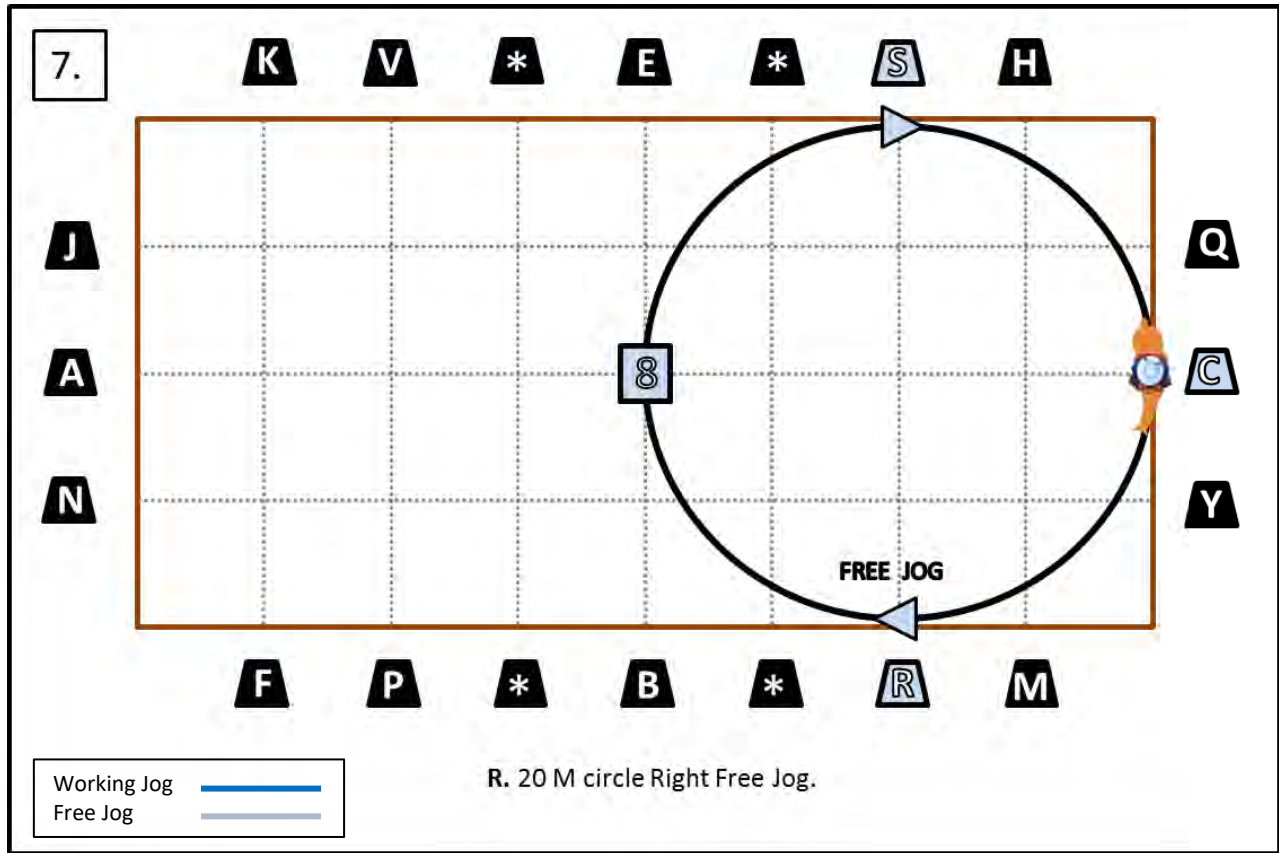 7.
K V * E * S H
J Q
A 8 C
N Y
FREE JOG
F P * B * R M
R. 20 M circle Right Free Jog.
Working Jog
Free Jog